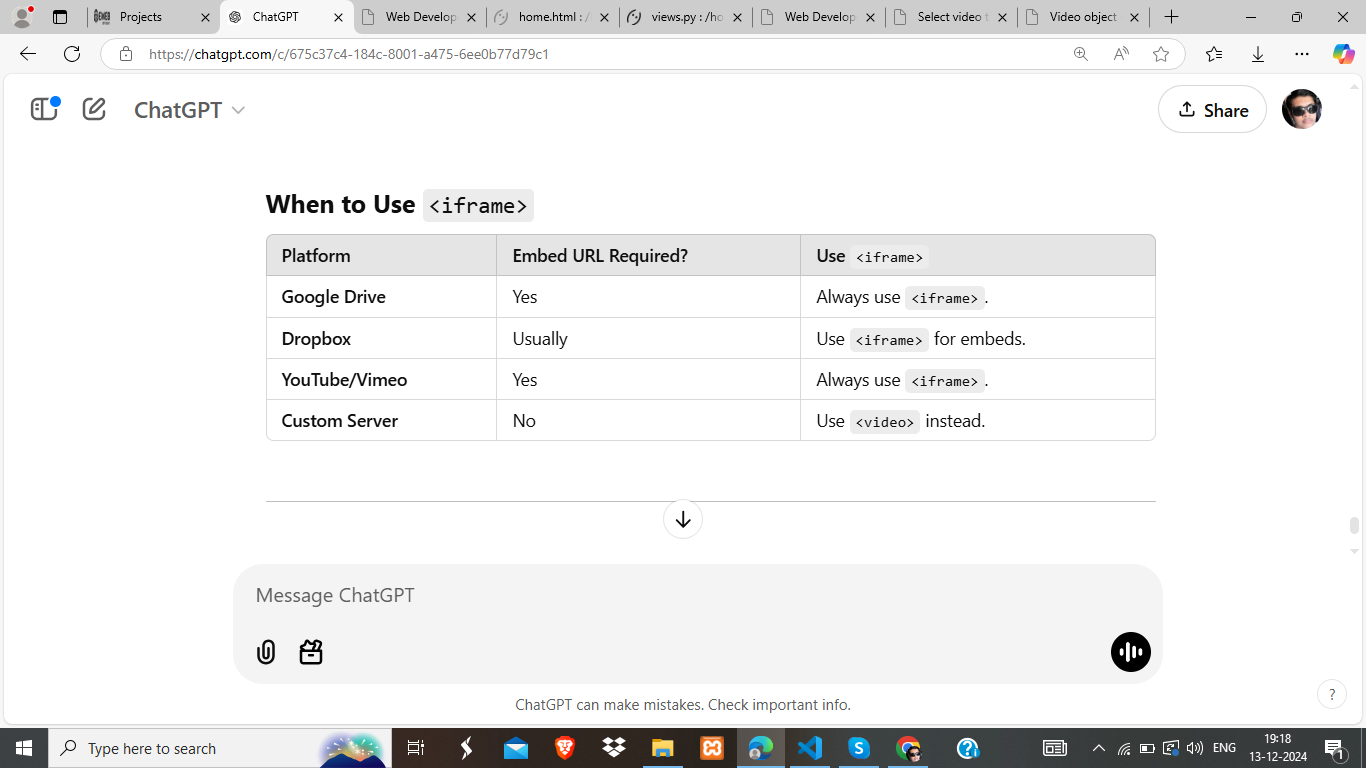 Projects
ChatGPT
Web Develop
home.html : /
views.py : /ho
Web Develop
Select video t
Video object
https://chatgpt.com/c/675c37c4-184c-8001-a475-6ee0b77d79c1
ChatGPT
Share
When to Use <iframe>
Platform Embed URL Required? Use <iframe>
Google Drive Yes Always use <iframe>.
Dropbox Usually Use <iframe> for embeds.
YouTube/Vimeo Yes Always use <iframe>.
Custom Server No Use <video> instead.
Message ChatGPT
ChatGPT can make mistakes. Check important info.
?
Type here to search
ENG
19:18
13-12-2024
1